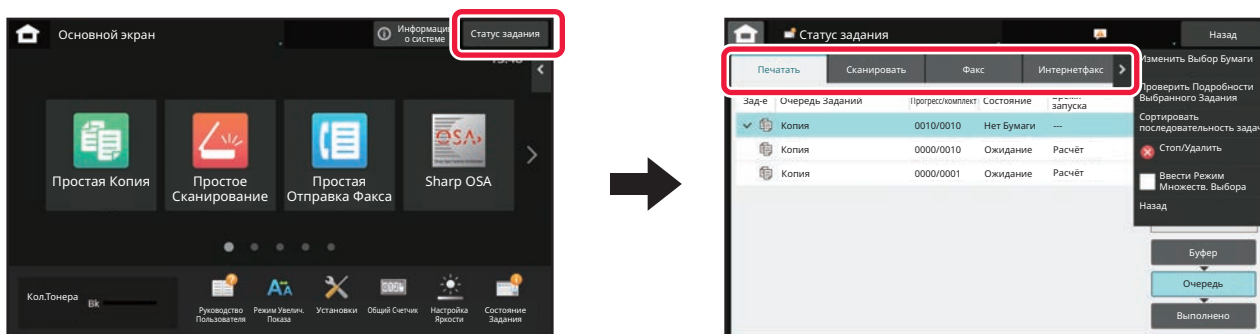 Основной экран
Информация
о системе
Статус задания
Простая Копия
Простое
Сканирование
Простая
Отправка Факса
OSA
Sharp OSA
Кол.Тонера
Bk
Руководство
Пользователя
Режим Увелич.
Показа
Установки
Общий Счетчик
Настройка
Яркости
Состояние
Задания
Статус задания
Назад
Печатать
Сканировать
Факс
Интернетфакс
Изменить Выбор Бумаги
Проверить Подробности
Выбранного Задания
Сортировать
последовательность задач
Стоп/Удалить
Ввести Режим
Множеств. Выбора
Назад
Зад-е
Очередь Заданий
Прогресс/комплект
Состояние
запуска
Копия 0010/0010 Нет Бумаги ---
Копия 0000/0010 Ожидание Расчёт
Копия 0000/0001 Ожидание Расчёт
Буфер
Очередь
Выполнено